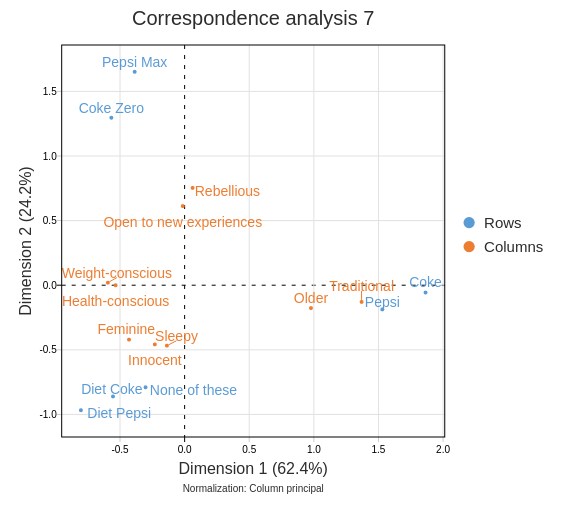 Correspondence analysis 7
Pepsi Max
Coke Zero
Rebellious
Open to new experiences
Weight-conscious
Health-conscious
Traditional
Coke
Older
Pepsi
Feminine
Sleepy
Innocent
Diet Coke
None of these
Diet Pepsi
1.5
1.0
0.5
0.0
-0.5
-1.0
Dimension 2 (24.2%)
-0.5
0.0
0.5
1.0
1.5
2.0
Dimension 1 (62.4%)
Normalization: Column principal
Rows
Columns